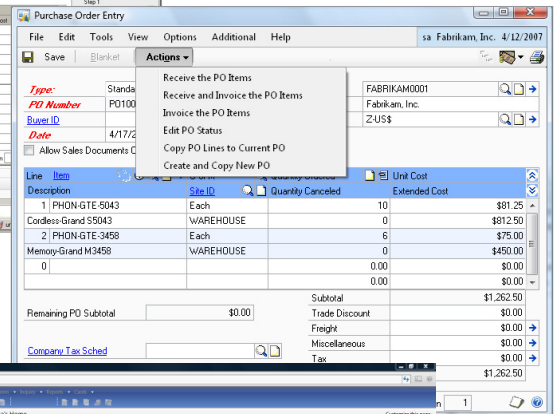 Step 1
Purchase Order Entry
File Edit Tools View Options Additional Help
sa Fabrikam, Inc. 4/12/2007
Save Blanket Actions
Receive the PO Items
Receive and Invoice the PO Items
Invoice the PO Items
Edit PO Status
Copy PO Lines to Current PO
Create and Copy New PO
Type: Standa FABRIKAM0001
PO Number PO100 Fabrikam, Inc.
Buyer ID Z-US$
Date 4/17/2
Allow Sales Documents C
Line Item Unit Cost
Description Site ID Quantity Canceled Extended Cost
1 PHON-GTE-5043 Each 10 $81.25
Cordless-Grand S5043 WAREHOUSE 0 $812.50
2 PHON-GTE-3458 Each 6 $75.00
Memory-Grand M3458 WAREHOUSE 0 $450.00
0 0.00 $0.00
0.00 $0.00
Subtotal $1,262.50
Remaining PO Subtotal $0.00 Trade Discount $0.00
Freight $0.00
Miscellaneous $0.00
Company Tax Sched Tax $0.00
$1,262.50
1